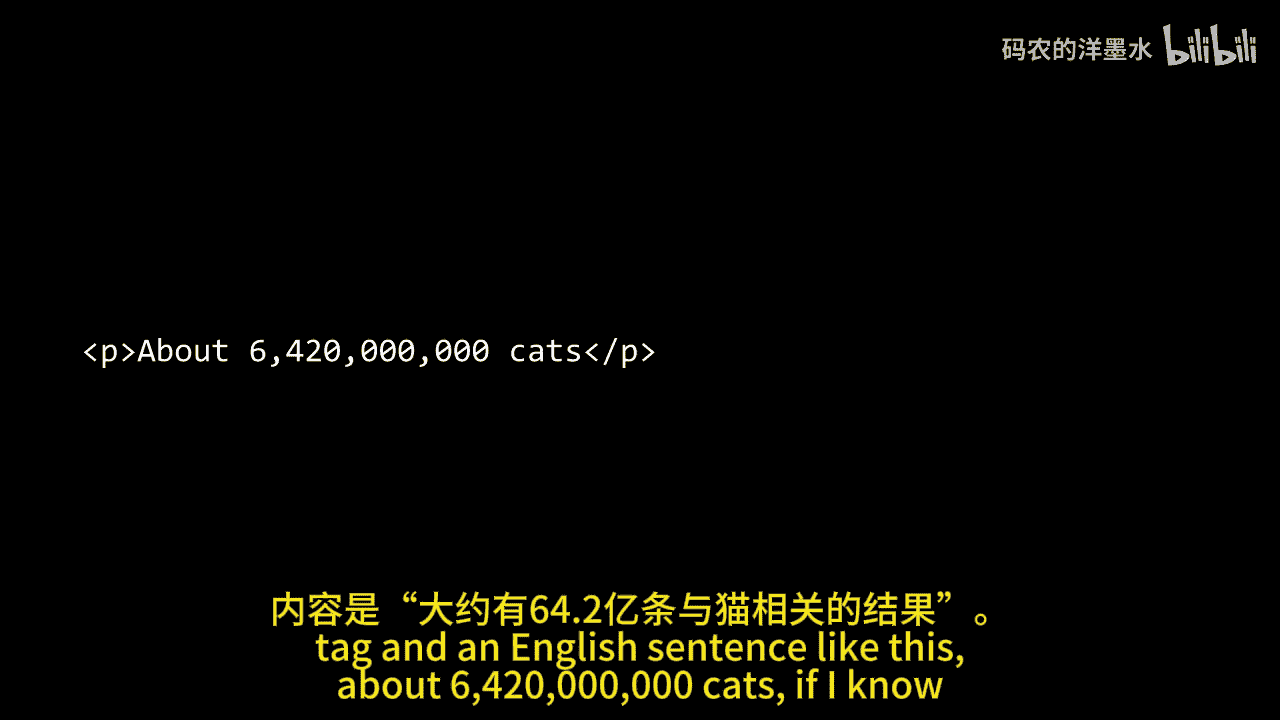 码农的洋墨水 bilibili
<p>About 6,420,000,000 cats</p>
内容是“大约有64.2亿条与猫相关的结果”。
tag and an English sentence like this,
about 6,420,000,000 cats, if I know